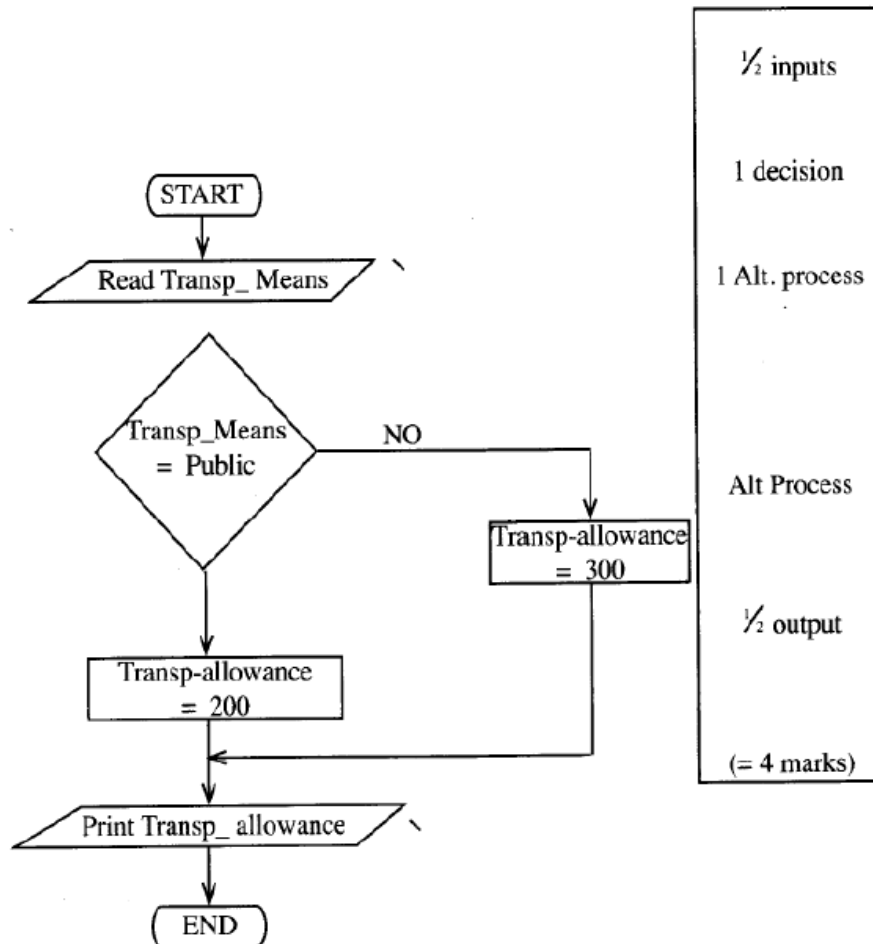 START
Read Transp_ Means
Transp_Means
= Public
NO
Transp-allowance
= 300
Transp-allowance
= 200
Print Transp_ allowance
END
½ inputs
1 decision
1 Alt. process
Alt Process
½ output
(= 4 marks)